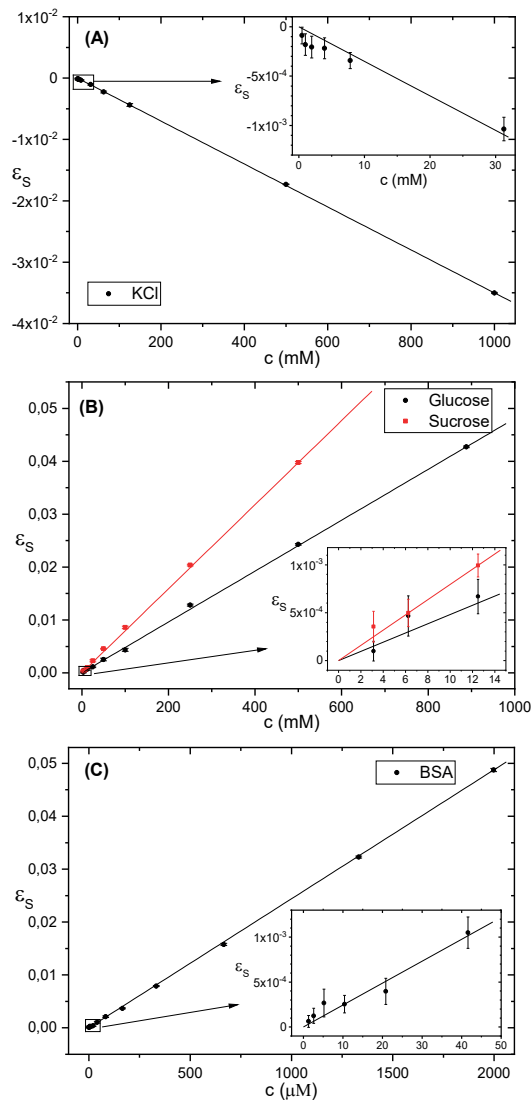 (A)
0
-1x10⁻²
-2x10⁻²
-3x10⁻²
-4x10⁻²
εS
0
200
400
600
800
1000
c (mM)
KCl
0
-5x10⁻⁴
-1x10⁻³
εS
0
10
20
30
c (mM)
(B)
0,05
0,04
0,03
0,02
0,01
0,00
εS
0
200
400
600
800
1000
c (mM)
Glucose
Sucrose
1x10⁻³
5x10⁻⁴
0
εS
0
2
4
6
8
10
12
14
c (mM)
(C)
0,05
0,04
0,03
0,02
0,01
0,00
εS
0
500
1000
1500
2000
c (μM)
BSA
1x10⁻³
5x10⁻⁴
0
εS
0
10
20
30
40
50
c (mM)